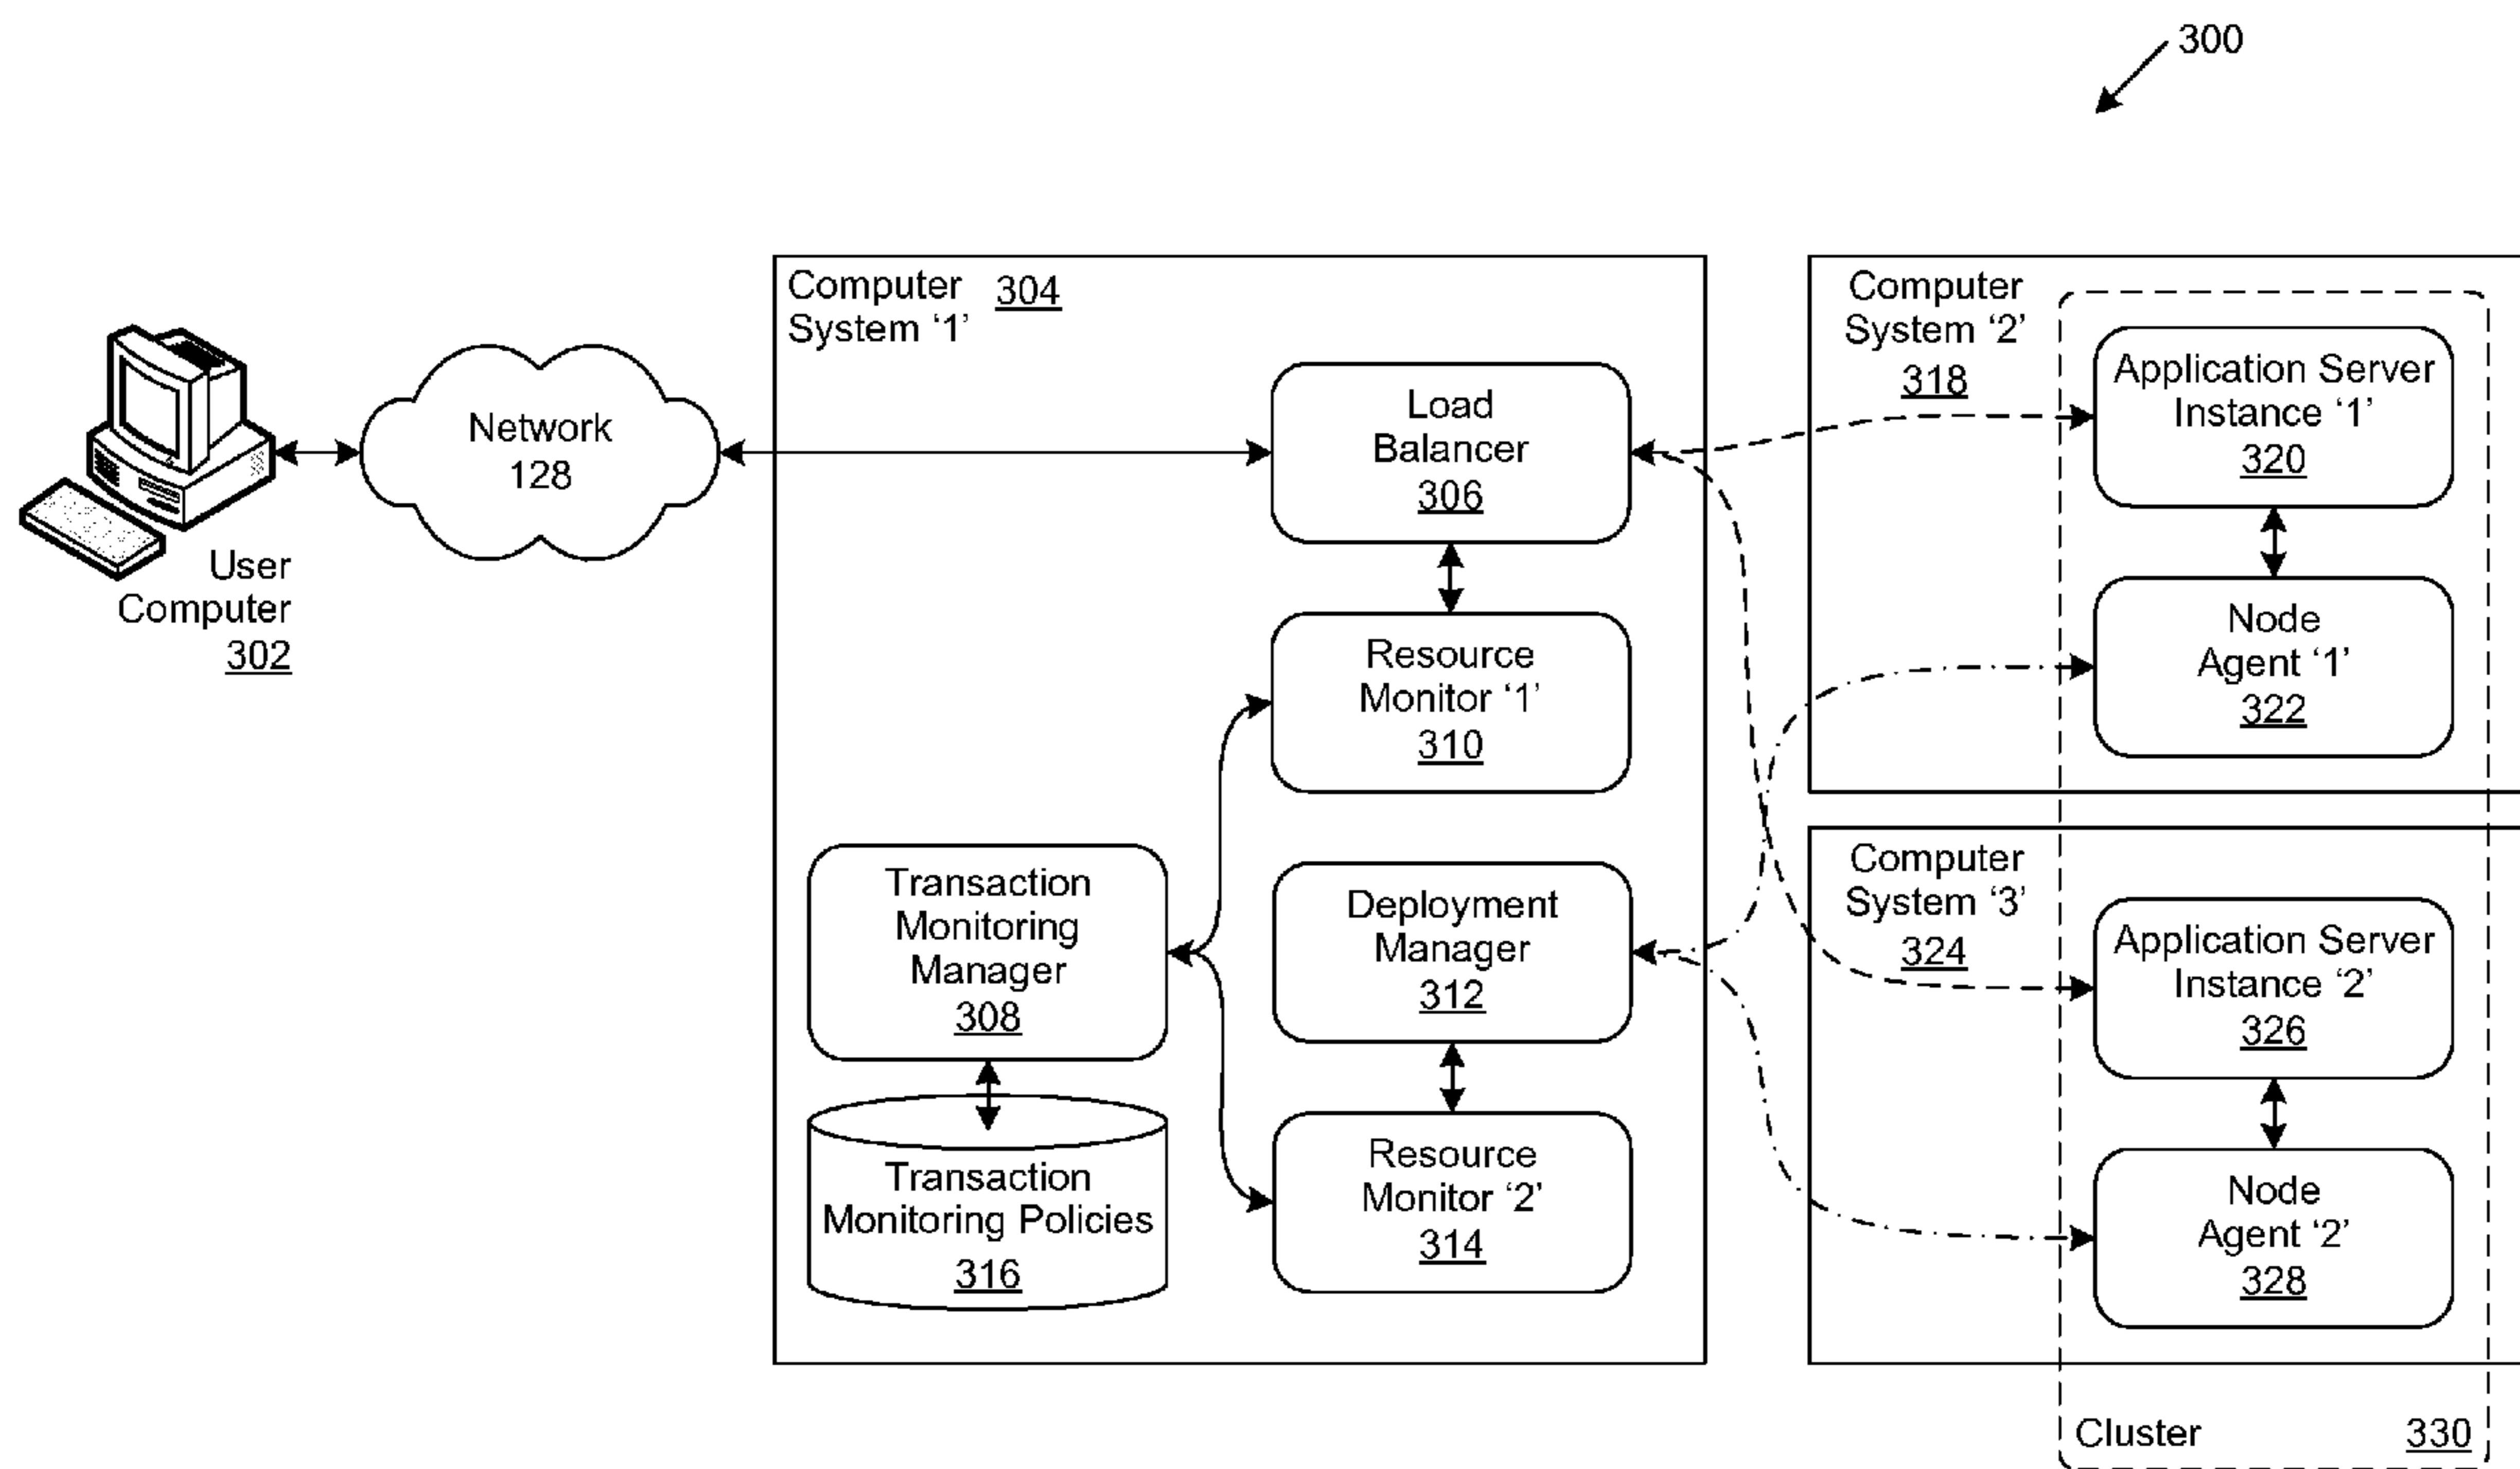 300
Computer 304
System ‘1’
Computer
System ‘2’
318
Application Server
Instance ‘1’
320
Load
Balancer
306
Network
128
User
Computer
302
Node
Agent ‘1’
322
Resource
Monitor ‘1’
310
Computer
System ‘3’
324
Transaction
Monitoring
Manager
308
Deployment
Manager
312
Application Server
Instance ‘2’
326
Transaction
Monitoring Policies
316
Resource
Monitor ‘2’
314
Node
Agent ‘2’
328
Cluster 330